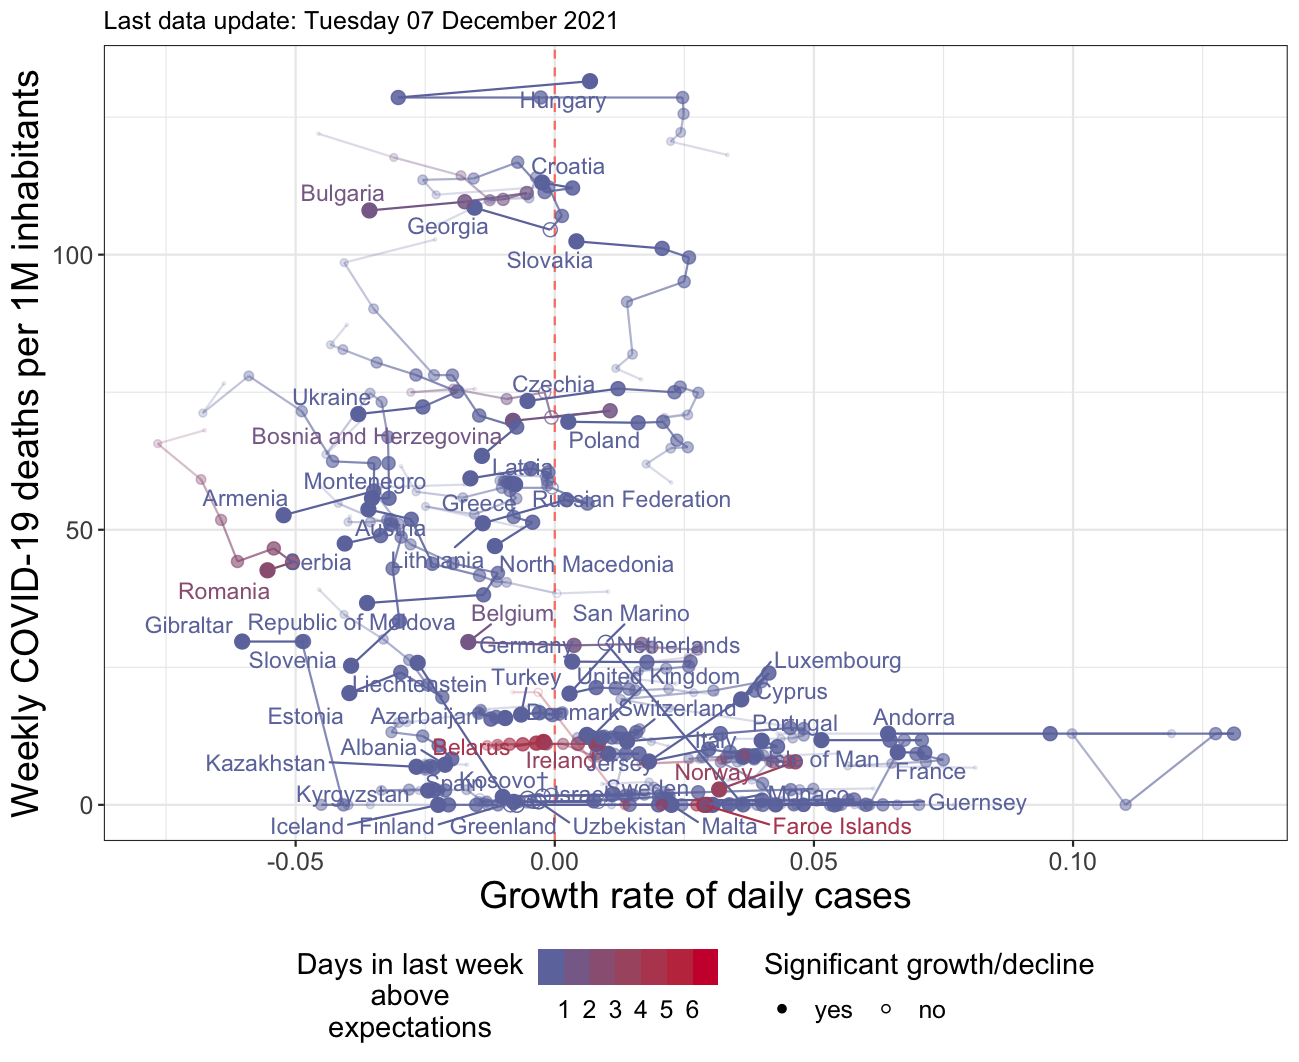 Last data update: Tuesday 07 December 2021
Weekly COVID-19 deaths per 1M inhabitants
Hungary
Croatia
Bulgaria
Georgia
100
Slovakia
Czechia
Ukraine
Bosnia and Herzegovina
Poland
Latvia
Montenegro
Armenia
Greece
Russian Federation
50
Austria
Lithuania
North Macedonia
Serbia
Romania
Belgium
San Marino
Gibraltar
Republic of Moldova
Germany
Netherlands
Slovenia
Luxembourg
Turkey
United Kingdom
Liechtenstein
Cyprus
Estonia
Azerbaijan
Denmark
Switzerland
Portugal
Andorra
Italy
Albania
Belarus
Kazakhstan
Ireland
Jersey
Isle of Man
Norway
France
Spain
Kosovo†
Kyrgyzstan
Israel
Sweden
Monaco
Guernsey
0
Iceland
Finland
Greenland
Uzbekistan
Malta
Faroe Islands
-0.05
0.00
0.05
0.10
Growth rate of daily cases
Days in last week
above
expectations
1 2 3 4 5 6
Significant growth/decline
yes
no